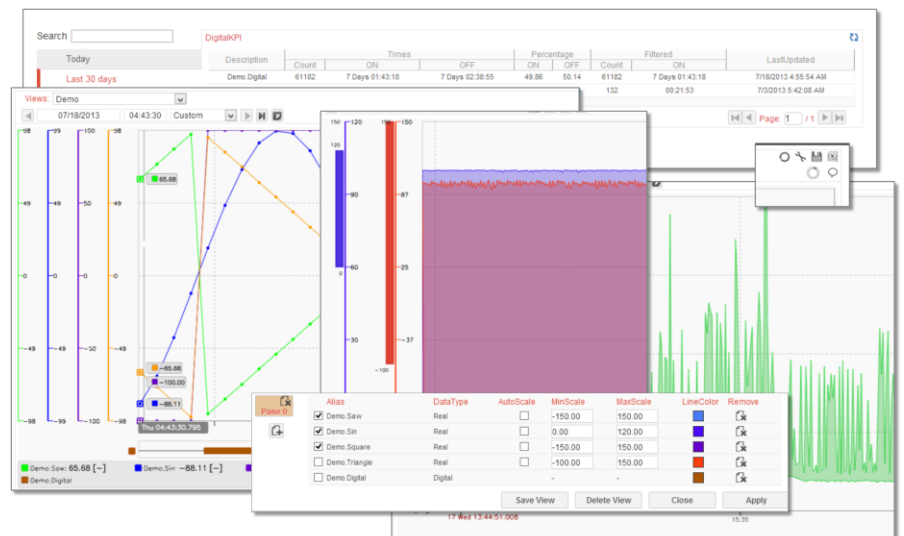 Search
Today
Last 30 days
DigitalKPI
Times Percentage Filtered
Description Count ON OFF ON OFF Count ON LastUpdated
Demo.Digital 61182 7 Days 01:43:18 7 Days 02:38:55 49.86 50.14 61182 7 Days 01:43:18 7/18/2013 4:55:54 AM
132 00:21:53 7/3/2013 5:42:08 AM
Page: 1 / 1
Views: Demo
07/18/2013 04:43:30 Custom
98 99 100 98
49 49 50 49
0 0 0 0
-49 -49 -50 -49
-98 -98 -100 -98
65.68
-65.68
-100.00
-88.11
Thu 04:43:30.795
Demo.Saw: 65.68 [-] Demo.Sin: -88.11 [-]
Demo.Digital
150 120 150 150
120
90 87
60 25
0
30 -37
-100
Pane 0
Alias DataType AutoScale MinScale MaxScale LineColor Remove
Demo.Saw Real -150.00 150.00
Demo.Sin Real 0.00 120.00
Demo.Square Real -150.00 150.00
Demo.Triangle Real -100.00 150.00
Demo.Digital Digital - -
Save View Delete View Close Apply
17 Wed 13:44:51.008
15:35